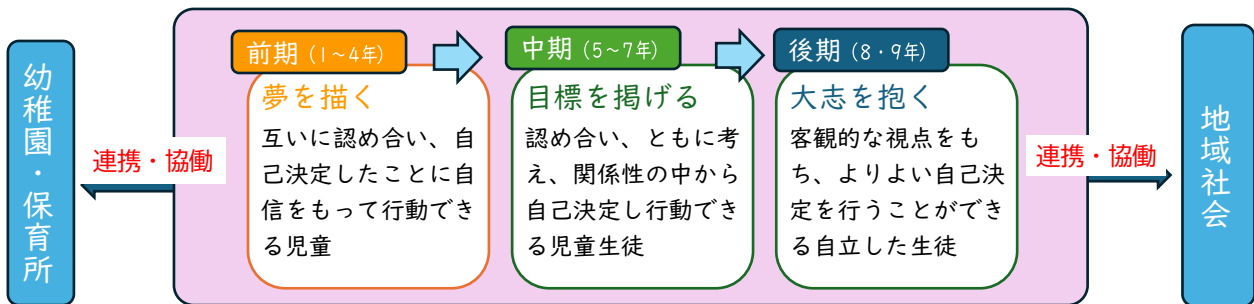 幼稚園・保育所
連携・協働
前期（1～4年）
夢を描く
互いに認め合い、自
己決定したことに自
信をもって行動でき
る児童
中期（5～7年）
目標を掲げる
認め合い、ともに考
え、関係性の中から
自己決定し行動でき
る児童生徒
後期（8・9年）
大志を抱く
客観的な視点をも
ち、よりよい自己決
定を行うことができ
る自立した生徒
連携・協働
地域社会